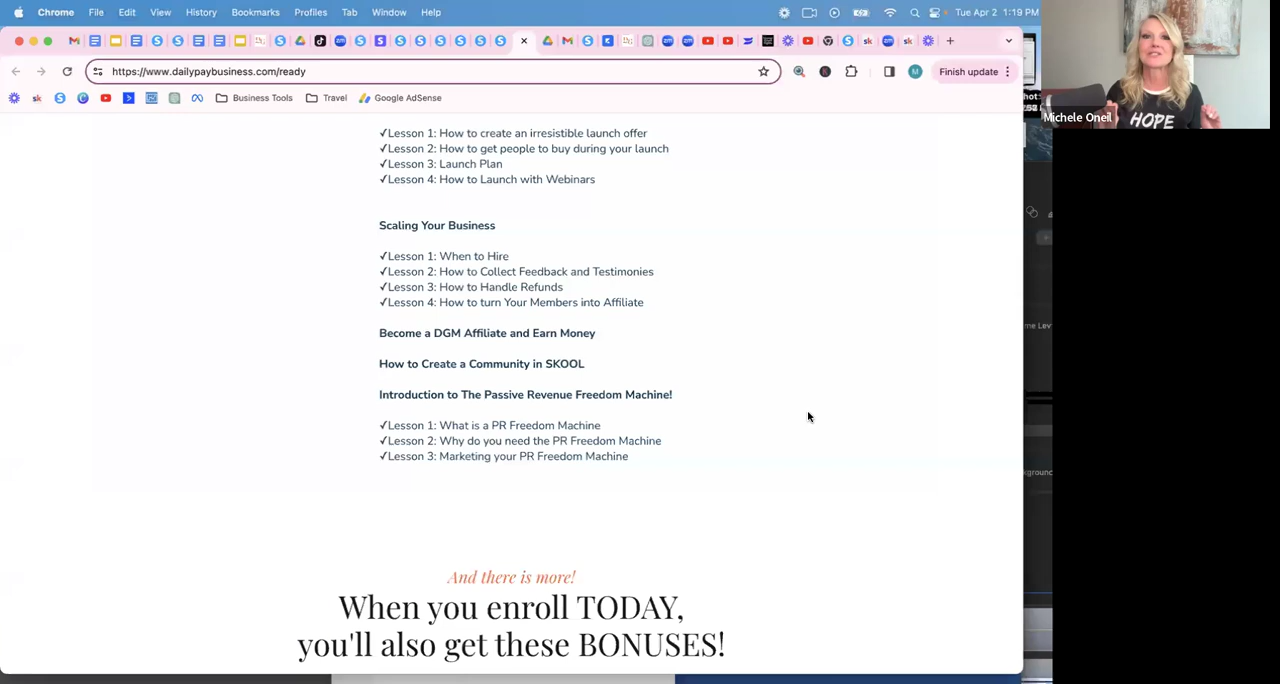 Chrome File Edit View History Bookmarks Profiles Tab Window Help
Tue Apr 2 1:19 PM
https://www.dailypaybusiness.com/ready
Finish update
Business Tools Travel Google AdSense
Michele Oneil
HOPE
✓Lesson 1: How to create an irresistible launch offer
✓Lesson 2: How to get people to buy during your launch
✓Lesson 3: Launch Plan
✓Lesson 4: How to Launch with Webinars
Scaling Your Business
✓Lesson 1: When to Hire
✓Lesson 2: How to Collect Feedback and Testimonies
✓Lesson 3: How to Handle Refunds
✓Lesson 4: How to turn Your Members into Affiliate
Become a DGM Affiliate and Earn Money
How to Create a Community in SKOOL
Introduction to The Passive Revenue Freedom Machine!
✓Lesson 1: What is a PR Freedom Machine
✓Lesson 2: Why do you need the PR Freedom Machine
✓Lesson 3: Marketing your PR Freedom Machine
And there is more!
When you enroll TODAY,
you'll also get these BONUSES!